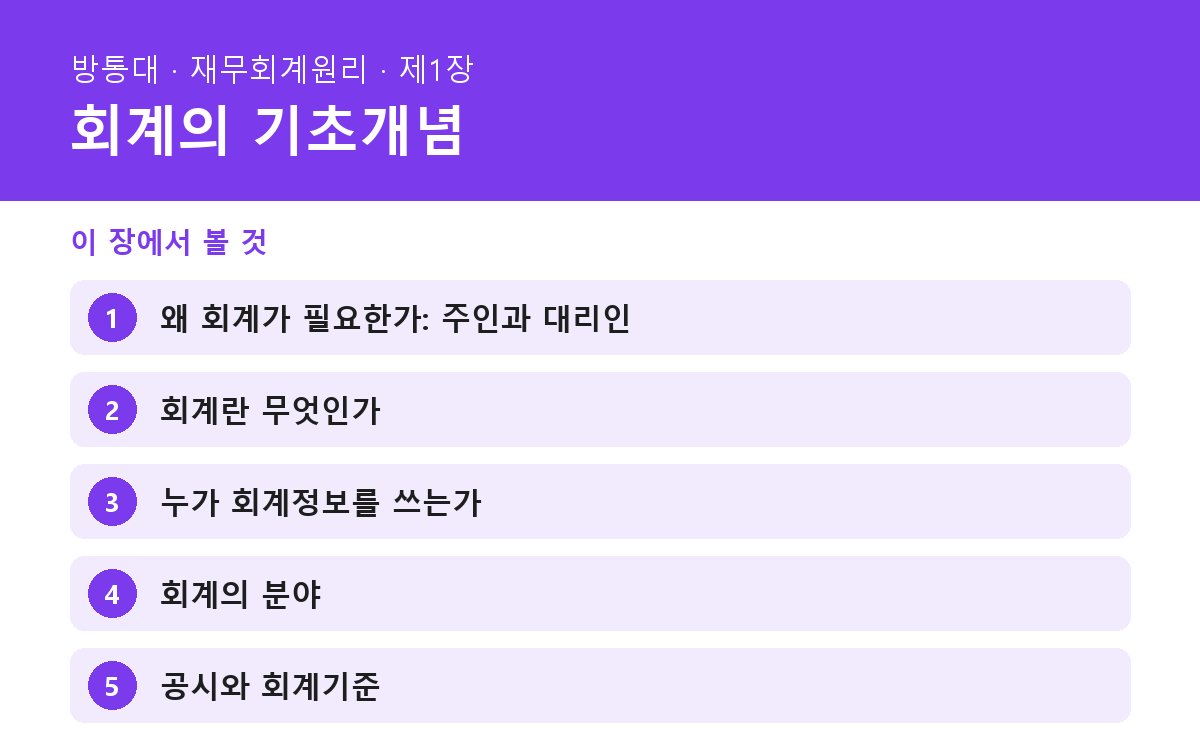 방통대 · 재무회계원리 · 제1장
회계의 기초개념
이 장에서 볼 것
1 왜 회계가 필요한가: 주인과 대리인
2 회계란 무엇인가
3 누가 회계정보를 쓰는가
4 회계의 분야
5 공시와 회계기준